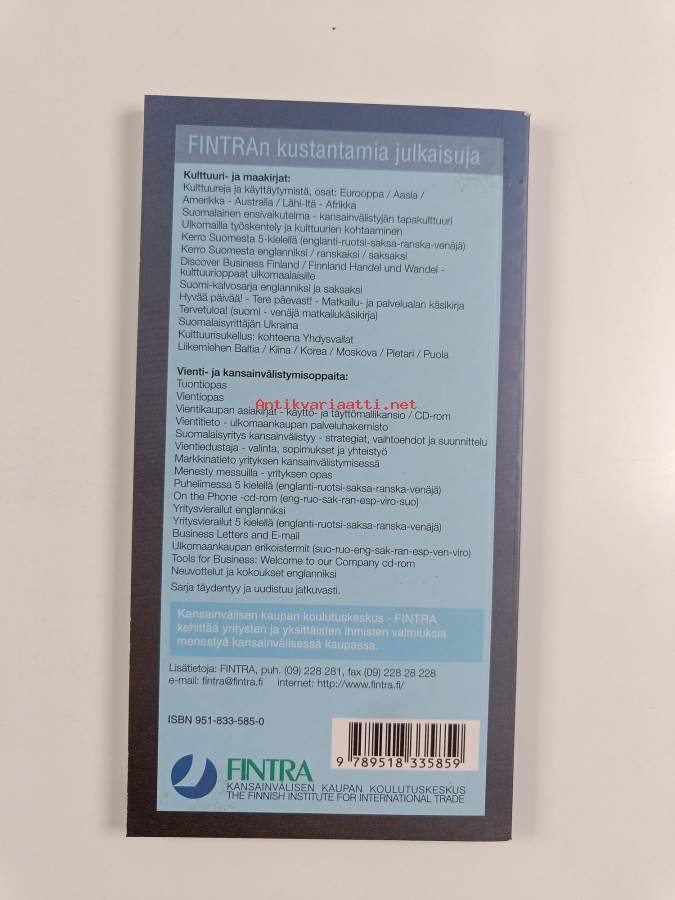 FINTRAn kustantamia julkaisuja
Kulttuuri- ja maakirjat:
Kulttuureja ja käyttäytymistä, osat: Eurooppa / Aasia /
Amerikka - Australia / Lähi-Itä - Afrikka
Suomalainen ensivaikutelma - kansainvälistyjän tapakulttuuri
Ulkomailla työskentely ja kulttuurien kohtaaminen
Kerro Suomesta 5-kielellä (englanti-ruotsi-saksa-ranska-venäjä)
Kerro Suomesta englanniksi / ranskaksi / saksaksi
Discover Business Finland / Finnland Handel und Wandel -
kulttuurioppaat ulkomaalaisille
Suomi-kalvosarja englanniksi ja saksaksi
Hyvää päivää! - Tere päevast! - Matkailu- ja palvelualan käsikirja
Tervetuloa! (suomi - venäjä matkailukäsikirja)
Suomalaisyrittäjän Ukraina
Kulttuurisukellus: kohteena Yhdysvallat
Liikemiehen Baltia / Kiina / Korea / Moskova / Pietari / Puola
Vienti- ja kansainvälistymisoppaita:
Tuontiopas
Vientiopas
Antikvariaatti.net
Vientikaupan asiakirjat - käyttö- ja täyttömallikansio / CD-rom
Vientitieto - ulkomaankaupan palveluhakemisto
Suomalaisyritys kansainvälistyy - strategiat, vaihtoehdot ja suunnittelu
Vientiedustaja - valinta, sopimukset ja yhteistyö
Markkinatieto yrityksen kansainvälistymisessä
Menesty messuilla - yrityksen opas
Puhelimessa 5 kielellä (englanti-ruotsi-saksa-ranska-venäjä)
On the Phone -cd-rom (eng-ruo-sak-ran-esp-viro-suo)
Yritysvierailut englanniksi
Yritysvierailut 5 kielellä (englanti-ruotsi-saksa-ranska-venäjä)
Business Letters and E-mail
Ulkomaankaupan erikoistermit (suo-ruo-eng-sak-ran-esp-ven-viro)
Tools for Business: Welcome to our Company cd-rom
Neuvottelut ja kokoukset englanniksi
Sarja täydentyy ja uudistuu jatkuvasti.
Kansainvälisen kaupan koulutuskeskus - FINTRA
kehittää yritysten ja yksittäisten ihmisten valmiuksia
menestyä kansainvälisessä kaupassa.
Lisätietoja: FINTRA, puh. (09) 228 281, fax (09) 228 28 228
e-mail: fintra@fintra.fi internet: http://www.fintra.fi/
ISBN 951-833-585-0
9 789518 335859
FINTRA
KANSAINVÄLISEN KAUPAN KOULUTUSKESKUS
THE FINNISH INSTITUTE FOR INTERNATIONAL TRADE